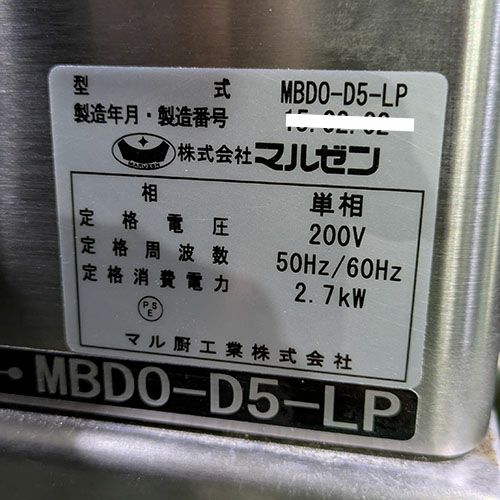 型式 MBDO-D5-LP
製造年月・製造番号
MARUZEN 株式会社マルゼン
相 単相
定格電圧 200V
定格周波数 50Hz/60Hz
定格消費電力 2.7kW
PS
E
マル厨工業株式会社
MBDO-D5-LP